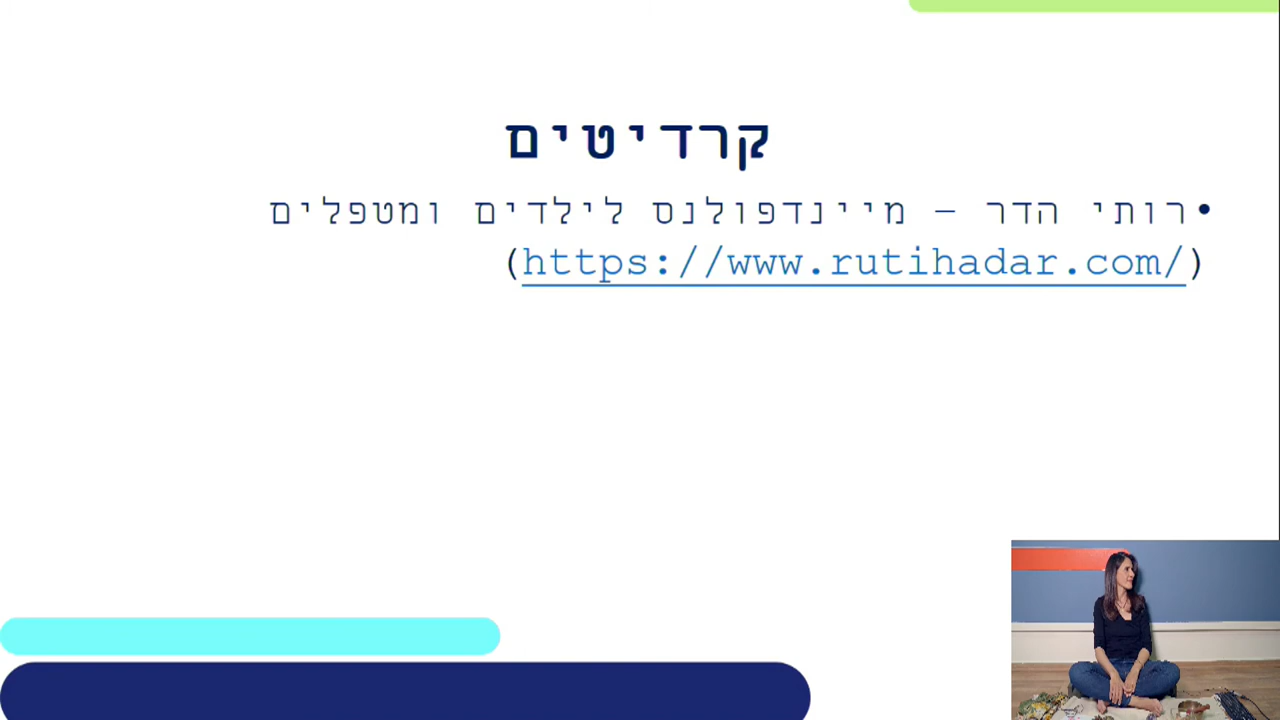 קרדיטים
•רותי הדר – מיינדפולנס לילדים ומטפלים
(https://www.rutihadar.com/)